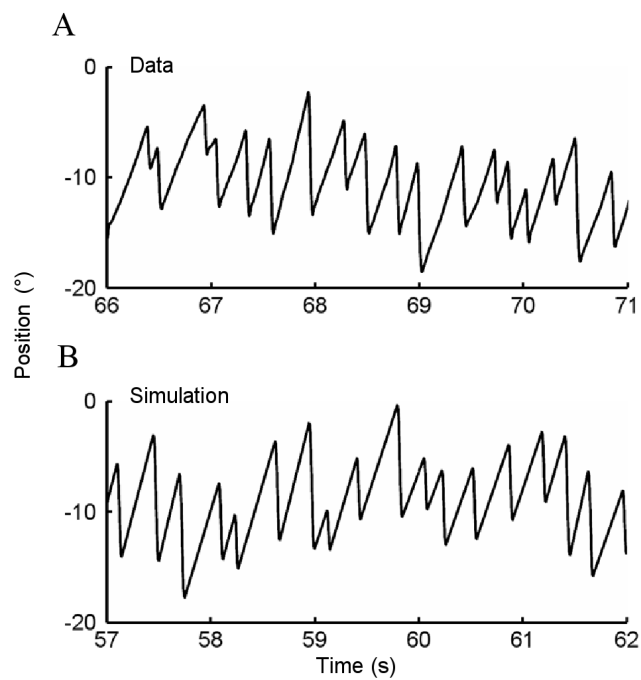 A
Data
0
-10
-20
66 67 68 69 70 71
Position (°)
B
Simulation
0
-10
-20
57 58 59 60 61 62
Time (s)